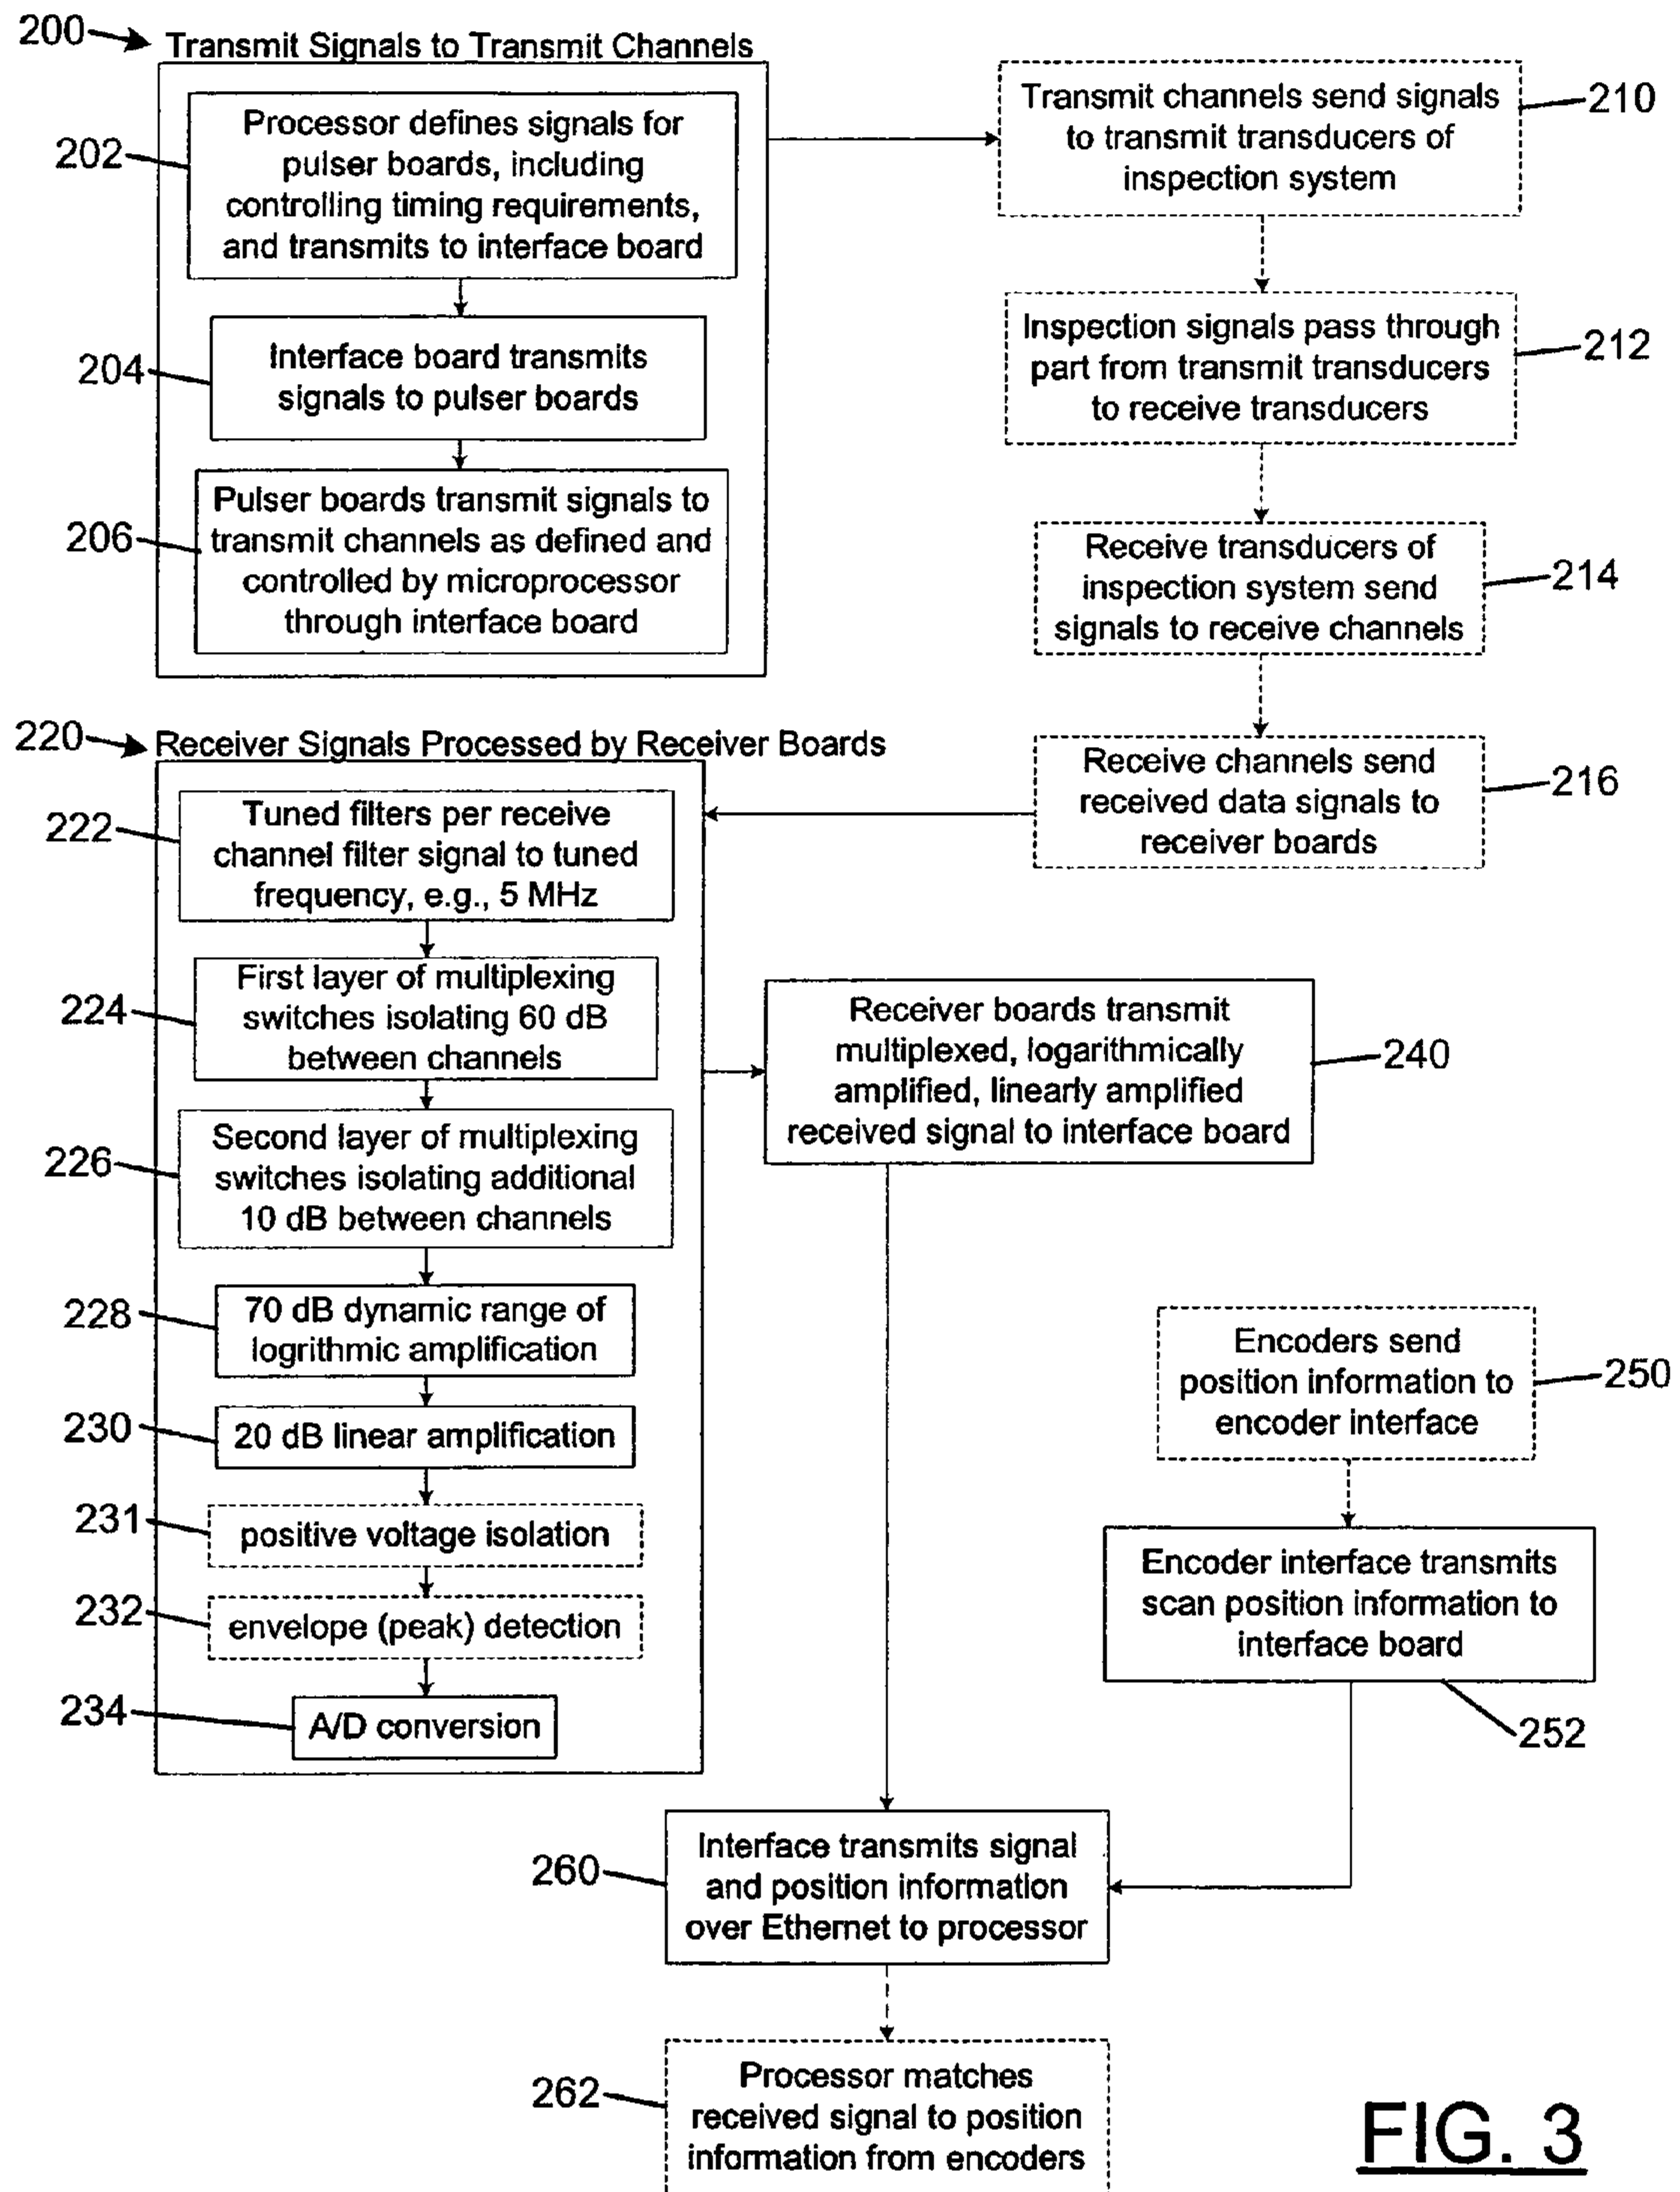 200
Transmit Signals to Transmit Channels
202
Processor defines signals for
pulser boards, including
controlling timing requirements,
and transmits to interface board
204
Interface board transmits
signals to pulser boards
206
Pulser boards transmit signals to
transmit channels as defined and
controlled by microprocessor
through interface board
Transmit channels send signals
to transmit transducers of
inspection system
210
Inspection signals pass through
part from transmit transducers
to receive transducers
212
Receive transducers of
inspection system send
signals to receive channels
214
Receive channels send
received data signals to
receiver boards
216
220
Receiver Signals Processed by Receiver Boards
222
Tuned filters per receive
channel filter signal to tuned
frequency, e.g., 5 MHz
224
First layer of multiplexing
switches isolating 60 dB
between channels
226
Second layer of multiplexing
switches isolating additional
10 dB between channels
228
70 dB dynamic range of
logrithmic amplification
230
20 dB linear amplification
231
positive voltage isolation
232
envelope (peak) detection
234
A/D conversion
Receiver boards transmit
multiplexed, logarithmically
amplified, linearly amplified
received signal to interface board
240
Encoders send
position information to
encoder interface
250
Encoder interface transmits
scan position information to
interface board
252
260
Interface transmits signal
and position information
over Ethernet to processor
262
Processor matches
received signal to position
information from encoders
FIG. 3